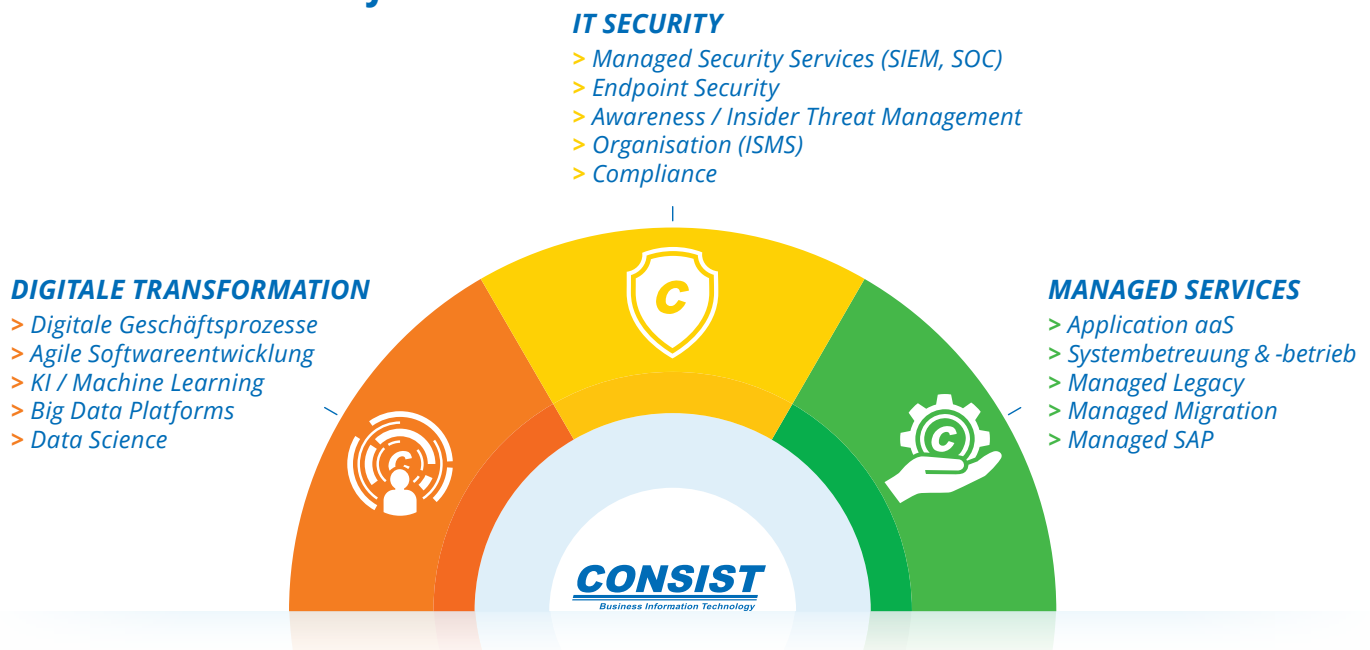 IT SECURITY
> Managed Security Services (SIEM, SOC)
> Endpoint Security
> Awareness / Insider Threat Management
> Organisation (ISMS)
> Compliance
DIGITALE TRANSFORMATION
> Digitale Geschäftsprozesse
> Agile Softwareentwicklung
> KI / Machine Learning
> Big Data Platforms
> Data Science
MANAGED SERVICES
> Application aaS
> Systembetreuung & -betrieb
> Managed Legacy
> Managed Migration
> Managed SAP
C
C
C
CONSIST
Business Information Technology